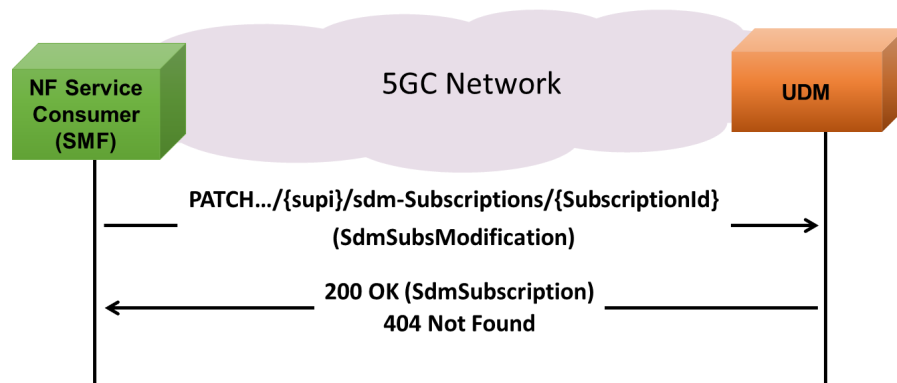 5GC Network
NF Service
Consumer
(SMF)
UDM
PATCH.../{supi}/sdm-Subscriptions/{SubscriptionId}
(SdmSubsModification)
200 OK (SdmSubscription)
404 Not Found